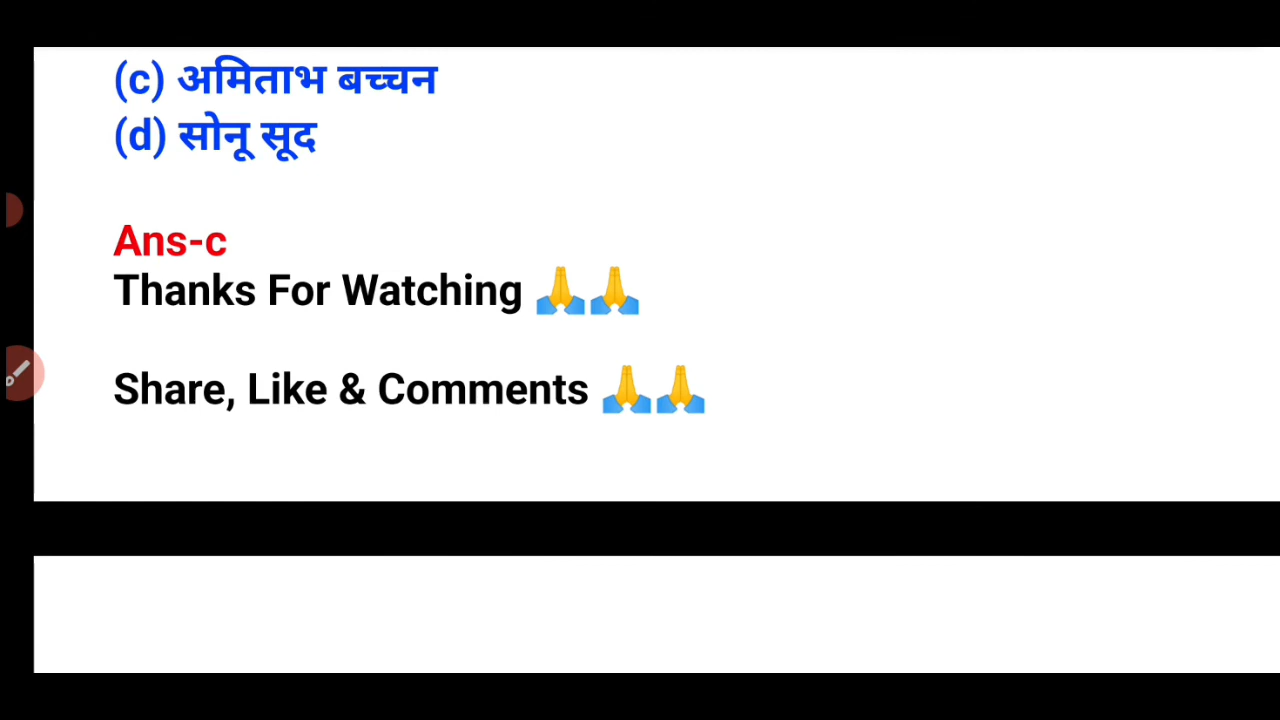 (c) अमिताभ बच्चन
(d) सोनू सूद
Ans-c
Thanks For Watching 🙏🙏
Share, Like & Comments 🙏🙏